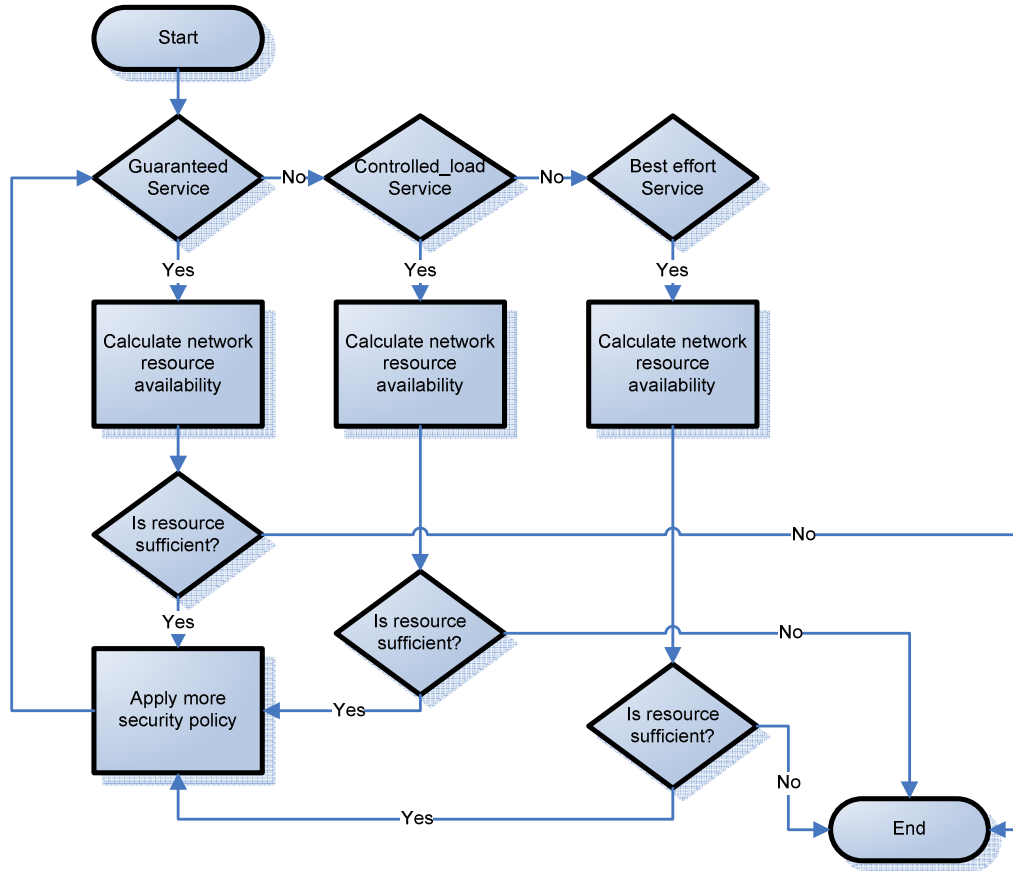 Start
Guaranteed
Service
No
Controlled_load
Service
No
Best effort
Service
Yes
Yes
Yes
Calculate network
resource
availability
Calculate network
resource
availability
Calculate network
resource
availability
Is resource
sufficient?
No
Yes
Is resource
sufficient?
No
Apply more
security policy
Yes
Is resource
sufficient?
No
Yes
End